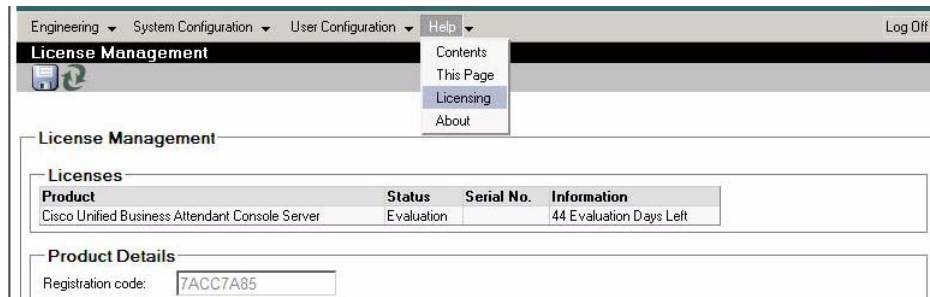 Engineering System Configuration User Configuration Help Log Off
License Management
Contents
This Page
Licensing
About
License Management
Licenses
Product Status Serial No. Information
Cisco Unified Business Attendant Console Server Evaluation 44 Evaluation Days Left
Product Details
Registration code: 7ACC7A85